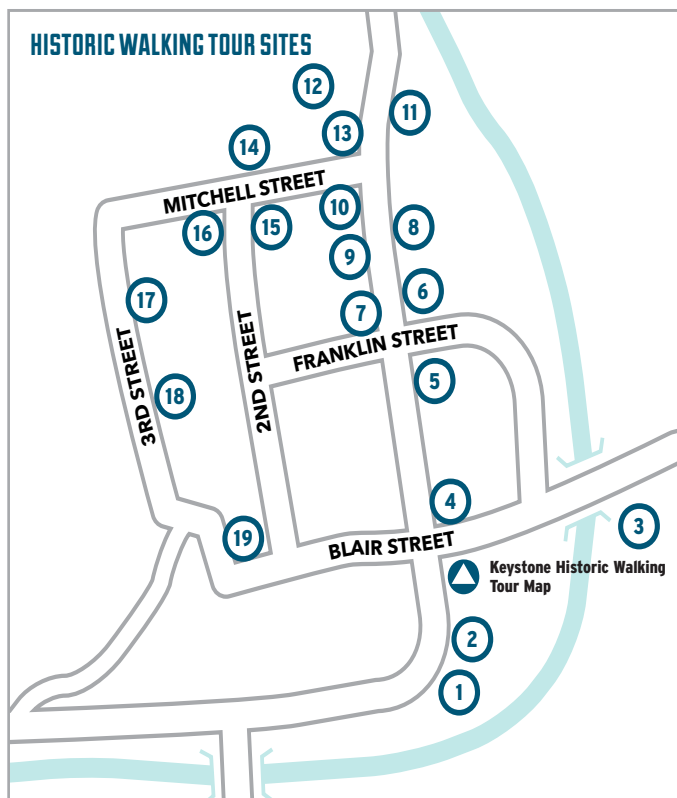 HISTORIC WALKING TOUR SITES
12
11
13
14
MITCHELL STREET
10
16
15
8
9
6
17
7
FRANKLIN STREET
3RD STREET
2ND STREET
5
18
4
3
19
BLAIR STREET
Keystone Historic Walking
Tour Map
2
1